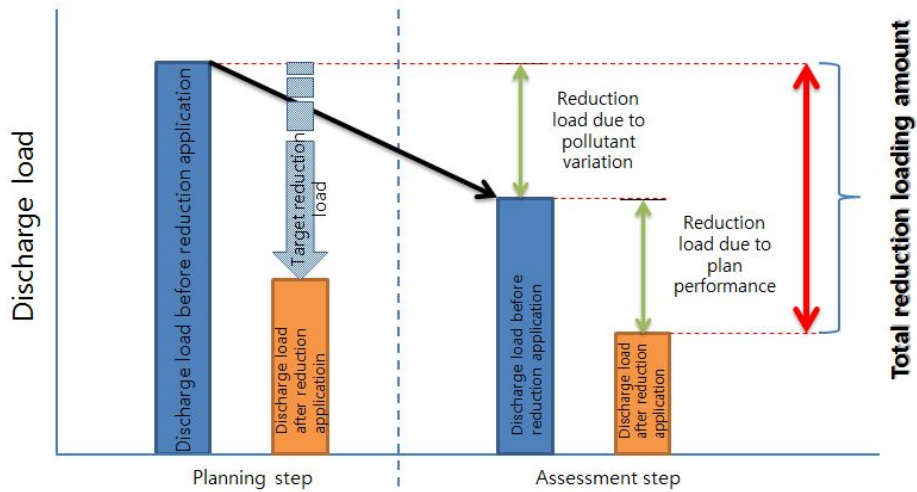 Discharge load
Discharge load before reduction application
Target reduction
load
Discharge load
after reduction
applicatioin
Reduction
load due to
pollutant
variation
Discharge load before
reduction application
Reduction
load due to
plan
performance
Discharge load
after reduction
application
Total reduction loading amount
Planning step
Assessment step